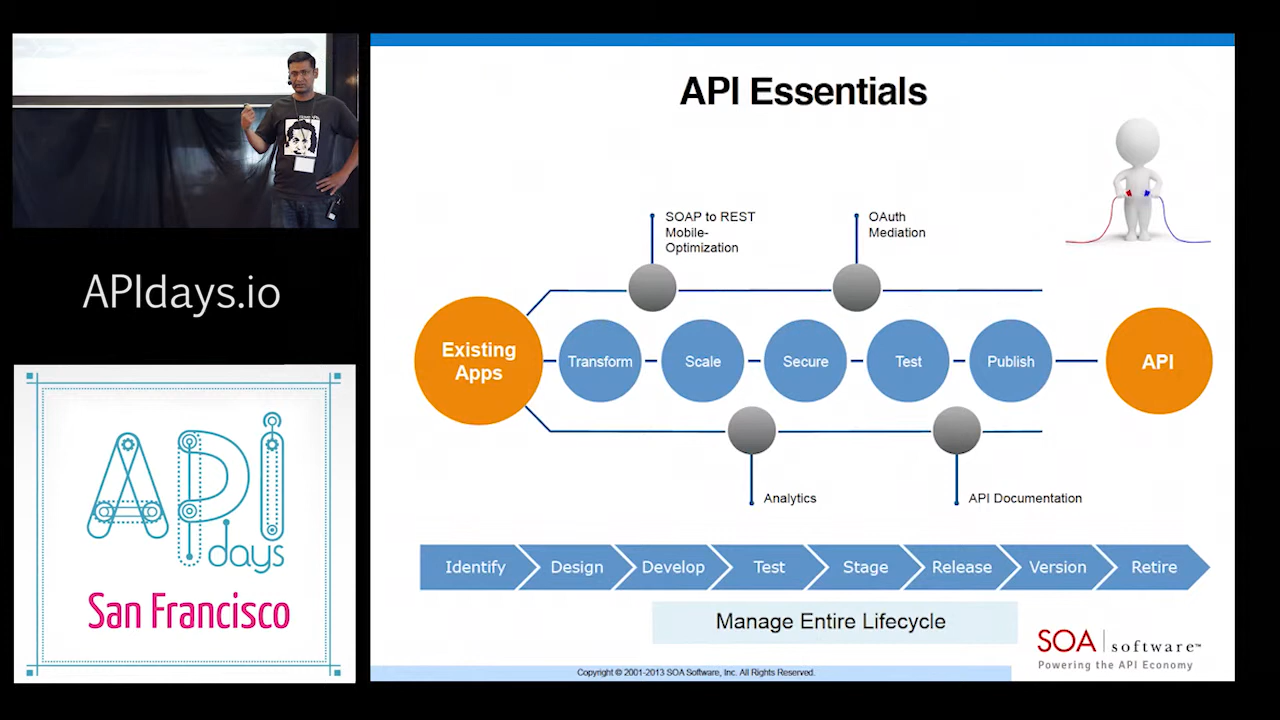 APIdays.io
API
days
San Francisco
API Essentials
SOAP to REST
Mobile-
Optimization
OAuth
Mediation
Existing
Apps
Transform
Scale
Secure
Test
Publish
API
Analytics
API Documentation
Identify
Design
Develop
Test
Stage
Release
Version
Retire
Manage Entire Lifecycle
SOA software™
Powering the API Economy
Copyright © 2001-2013 SOA Software, Inc. All Rights Reserved.